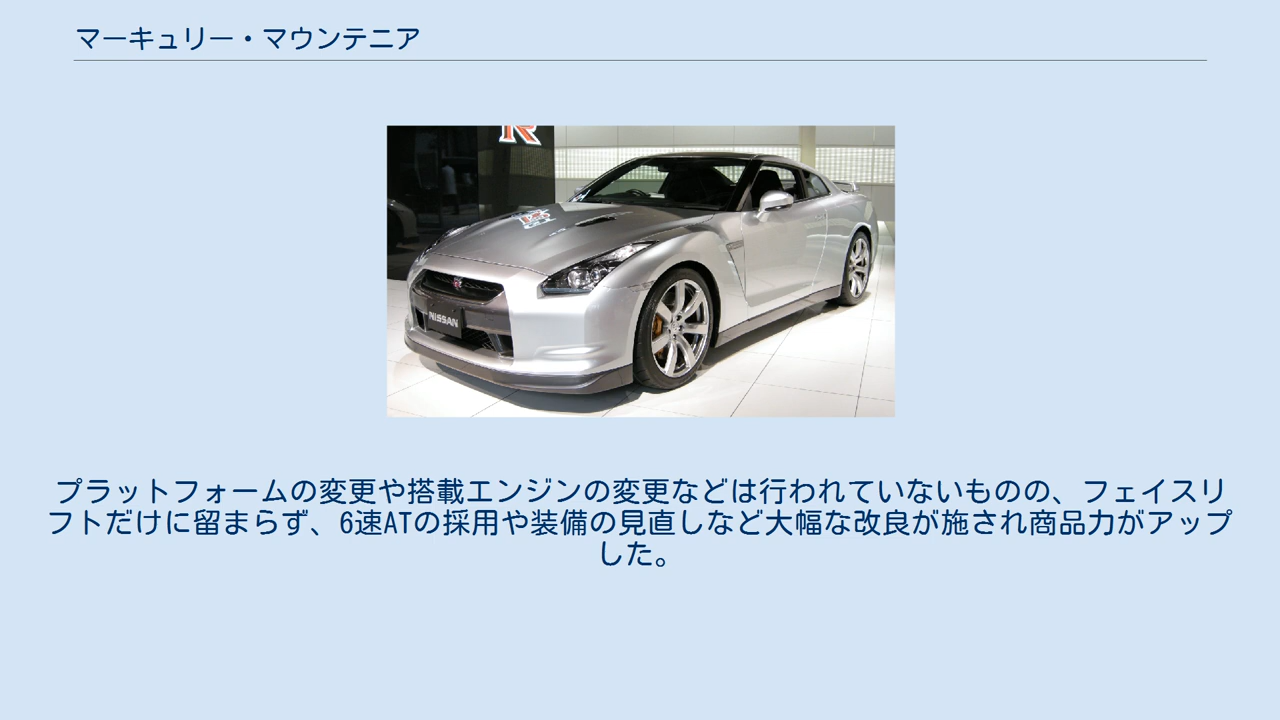 マーキュリー・マウンテニア
R
NISSAN
プラットフォームの変更や搭載エンジンの変更などは行われていないものの、フェイスリ
フトだけに留まらず、6速ATの採用や装備の見直しなど大幅な改良が施され商品力がアップ
した。